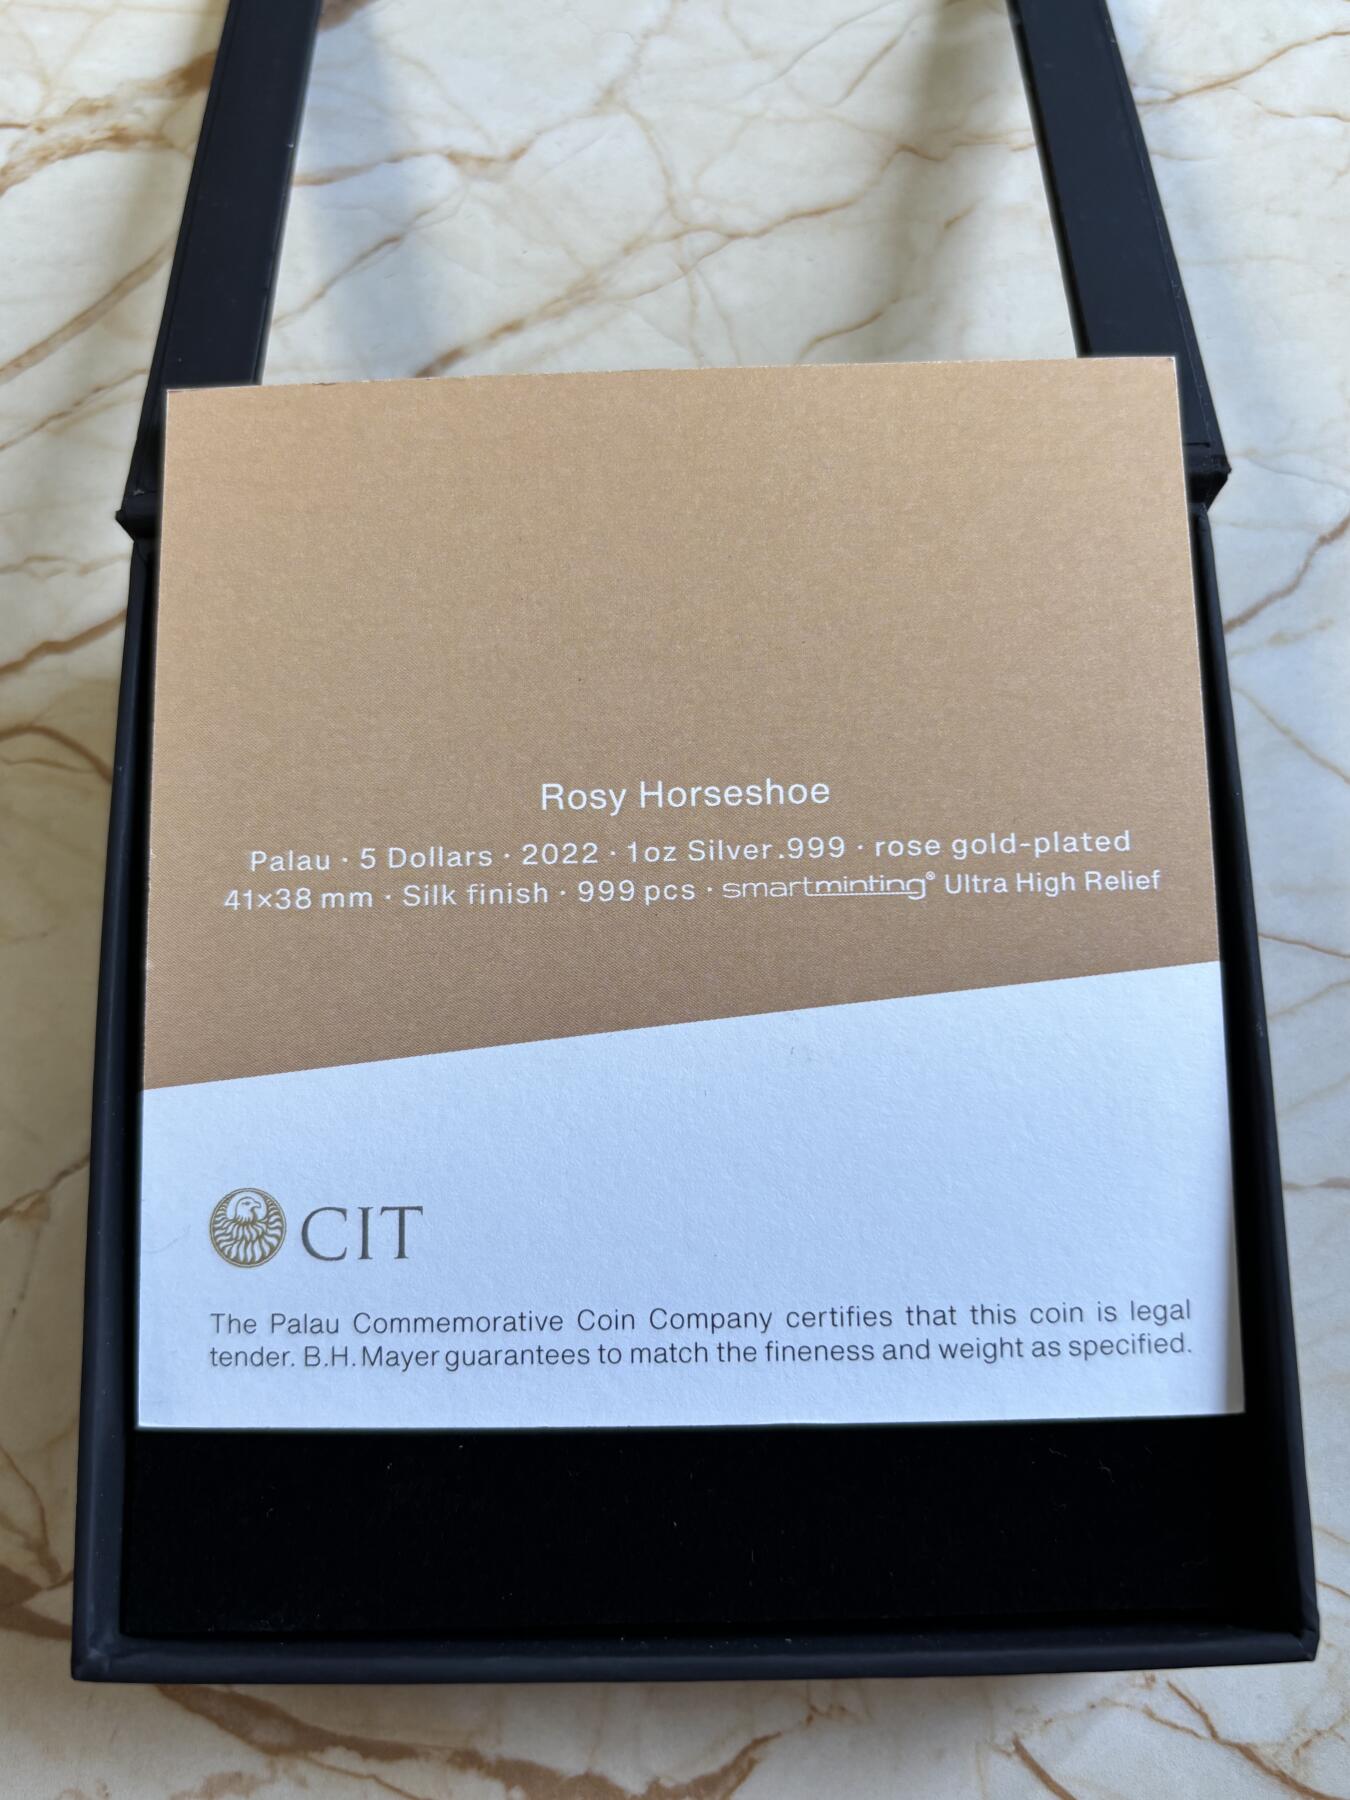 Rosy Horseshoe
Palau · 5 Dollars · 2022 · 1oz Silver.999 · rose gold-plated
41×38 mm · Silk finish · 999 pcs · smartminting® Ultra High Relief
CIT
The Palau Commemorative Coin Company certifies that this coin is legal
tender. B.H. Mayer guarantees to match the fineness and weight as specified.